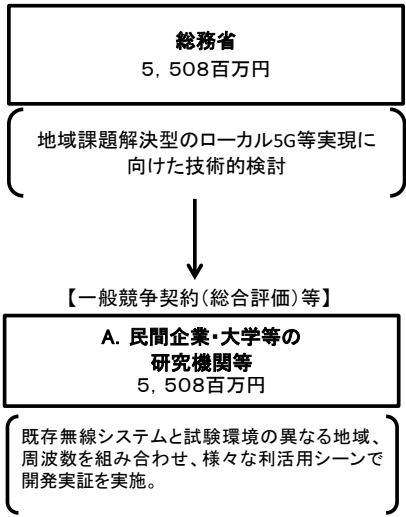 総務省
5，508百万円
地域課題解決型のローカル5G等実現に
向けた技術的検討
【一般競争契約（総合評価）等】
A．民間企業・大学等の
研究機関等
5，508百万円
既存無線システムと試験環境の異なる地域、
周波数を組み合わせ、様々な利活用シーンで
開発実証を実施。